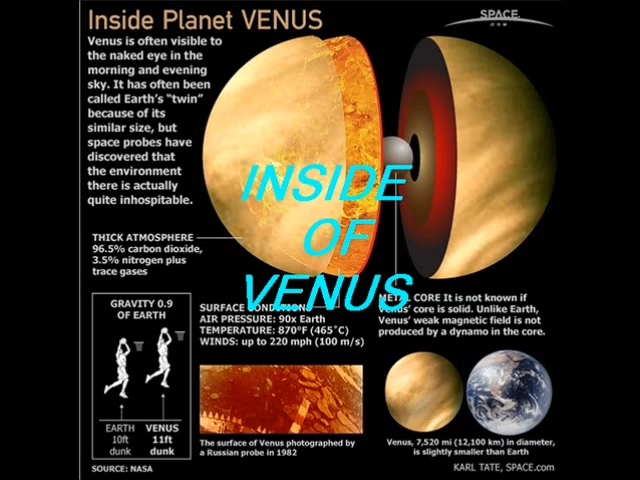 Inside Planet VENUS
SPACE
.com
Venus is often visible to
the naked eye in the
morning and evening
sky. It has often been
called Earth's “twin”
because of its
similar size, but
space probes have
discovered that
the environment
there is actually
quite inhospitable.
INSIDE
OF
VENUS
THICK ATMOSPHERE
96.5% carbon dioxide,
3.5% nitrogen plus
trace gases
GRAVITY 0.9
OF EARTH
EARTH
10ft
dunk
VENUS
11ft
dunk
SURFACE CONDITIONS
AIR PRESSURE: 90x Earth
TEMPERATURE: 870°F (465˚C)
WINDS: up to 220 mph (100 m/s)
METAL CORE It is not known if
Venus’ core is solid. Unlike Earth,
Venus’ weak magnetic field is not
produced by a dynamo in the core.
The surface of Venus photographed by
a Russian probe in 1982
Venus, 7,520 mi (12,100 km) in diameter,
is slightly smaller than Earth
SOURCE: NASA
KARL TATE, SPACE.com